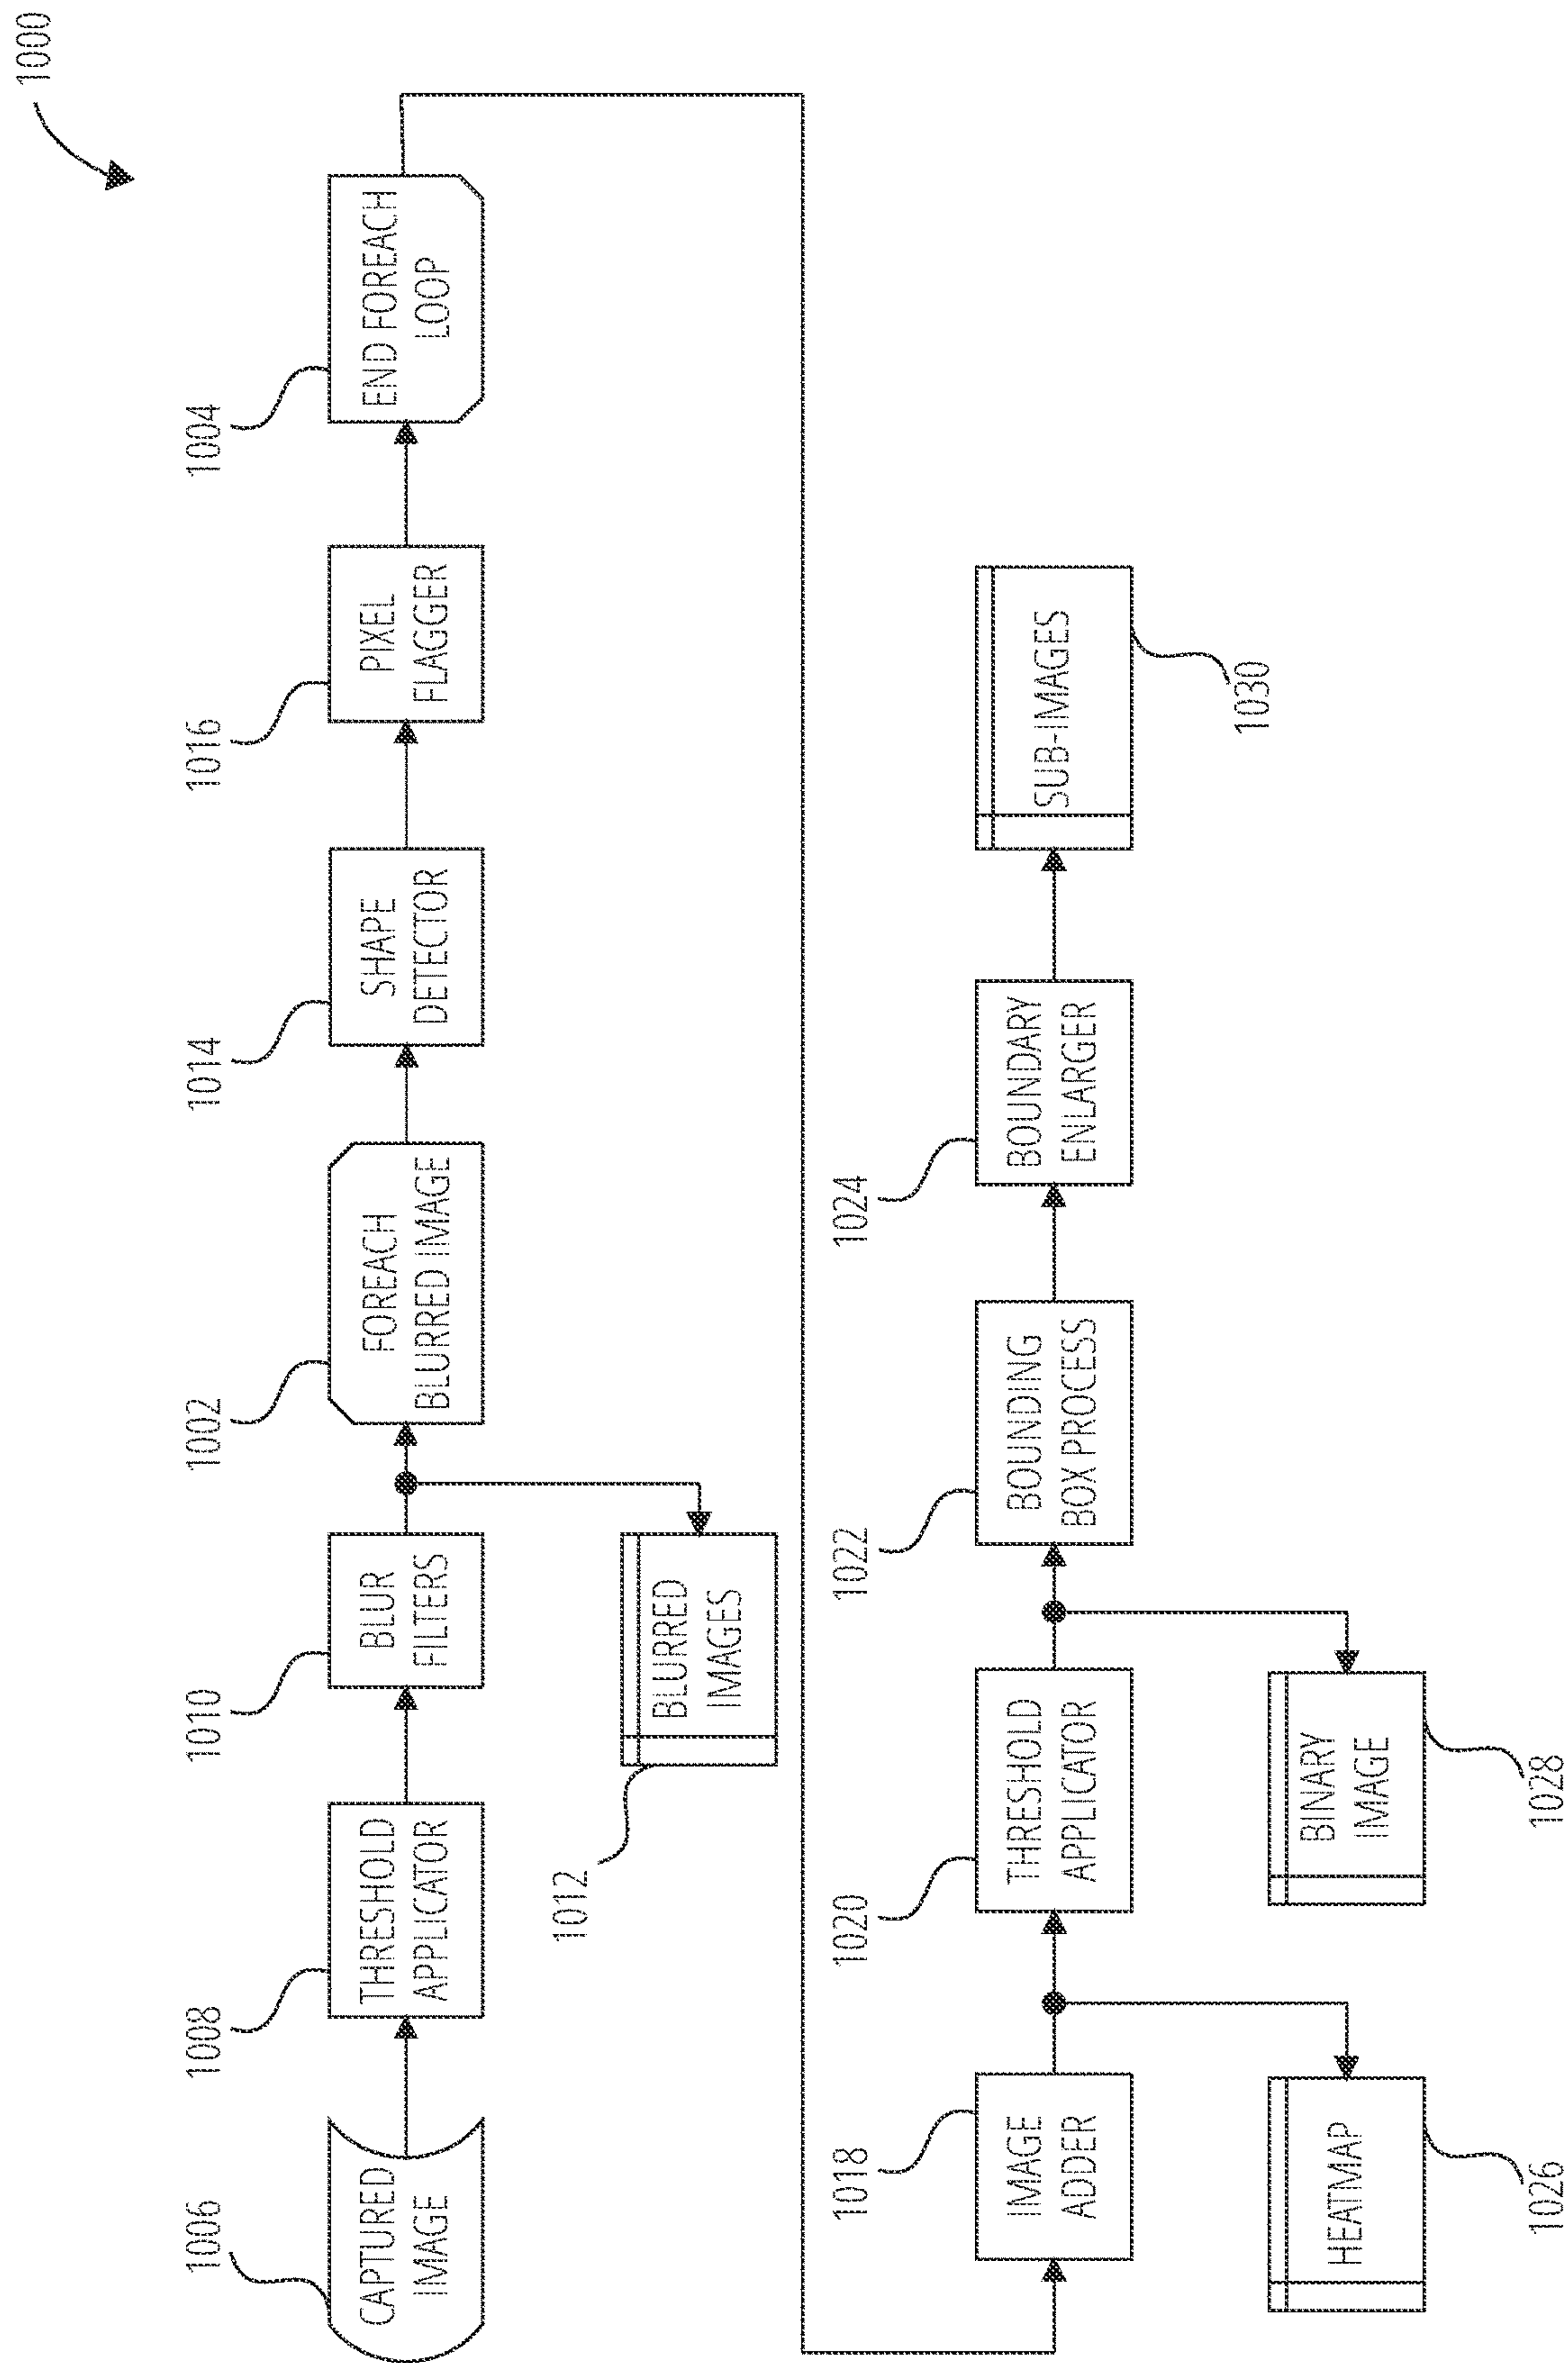 1000
1006
CAPTURED
IMAGE
1008
THRESHOLD
APPLICATOR
1010
BLUR
FILTERS
1012
BLURRED
IMAGES
1002
FOREACH
BLURRED IMAGE
1014
SHAPE
DETECTOR
1016
PIXEL
FLAGGER
1004
END FOREACH
LOOP
1018
IMAGE
ADDER
1026
HEATMAP
1020
THRESHOLD
APPLICATOR
1028
BINARY
IMAGE
1022
BOUNDING
BOX PROCESS
1024
BOUNDARY
ENLARGER
1030
SUB-IMAGES